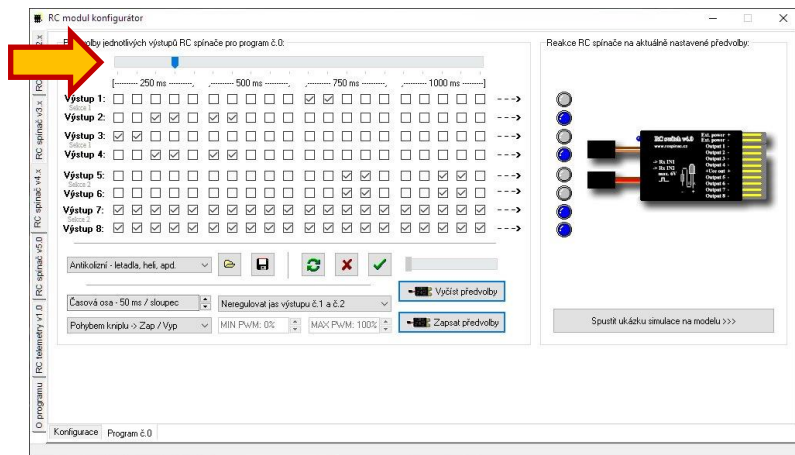 RC modul konfigurátor
jednotlivých výstupů RC spínače pro program č.0:
[--------- 250 ms ---------, ,--------- 500 ms ---------, ,--------- 750 ms ---------, ,--------- 1000 ms ---------]
Výstup 1:
Sekce 1
Výstup 2:
Výstup 3:
Sekce 1
Výstup 4:
Výstup 5:
Sekce 2
Výstup 6:
Výstup 7:
Sekce 2
Výstup 8:
Antikolizní - letadla, heli, apd.
Časová osa - 50 ms / sloupec
Neregulovat jas výstupu č.1 a č.2
Vyčíst předvolby
Pohybem kniplu -> Zap / Vyp
MIN PWM: 0%
MAX PWM: 100%
Zapsat předvolby
Reakce RC spínače na aktuálně nastavené předvolby:
RC switch v4.0
www.rcspinac.cz
-> Rx IN1
-> Rx IN2
max. 6V
Ext. power +
Ext. power -
Output 1 -
Output 2 -
Output 3 -
Output 4 -
+Ucc out +
Output 5 -
Output 6 -
Output 7 -
Output 8 -
Spustit ukázku simulace na modelu >>>
RC spínač v3.x
RC spínač v4.x
RC spínač v5.0
RC telemetry v1.0
O programu
Konfigurace
Program č.0